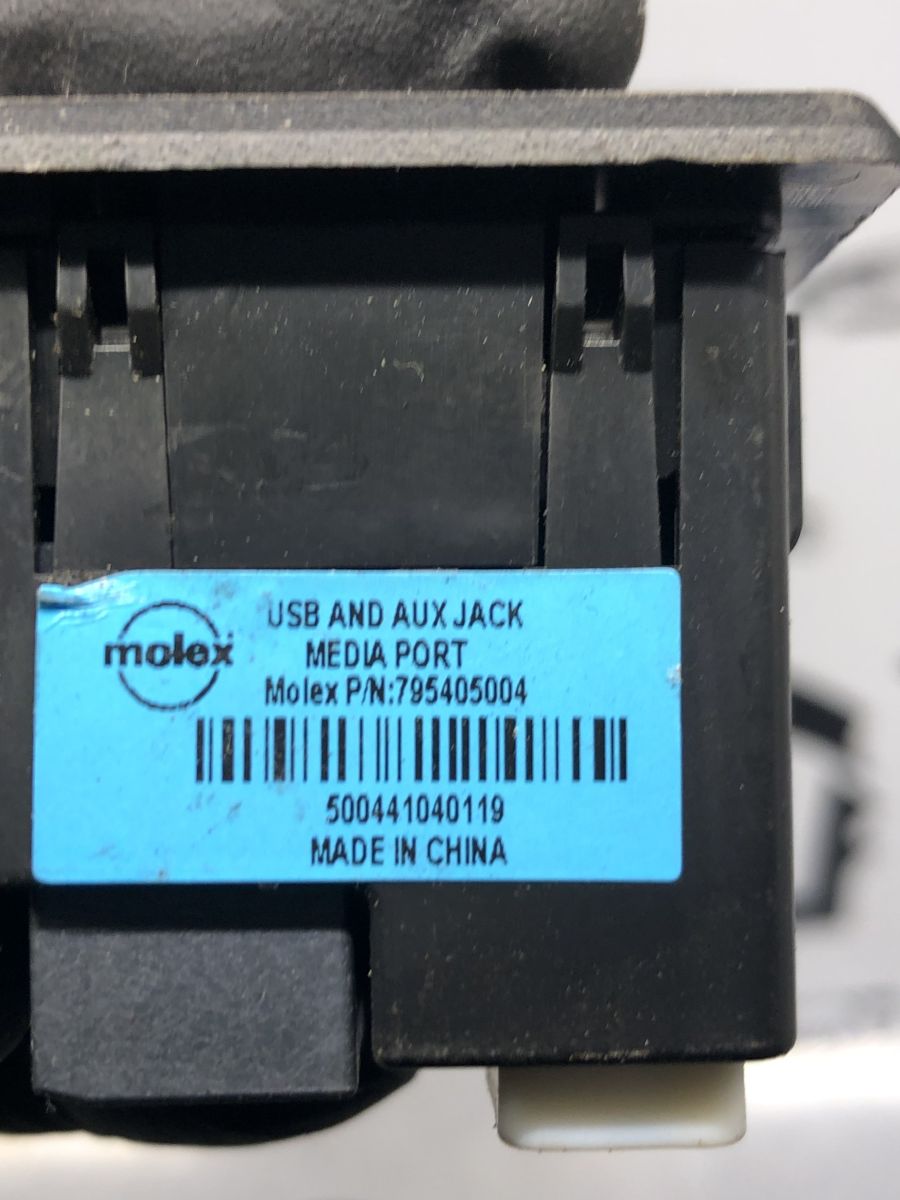 molex
USB AND AUX JACK
MEDIA PORT
Molex P/N:795405004
500441040119
MADE IN CHINA